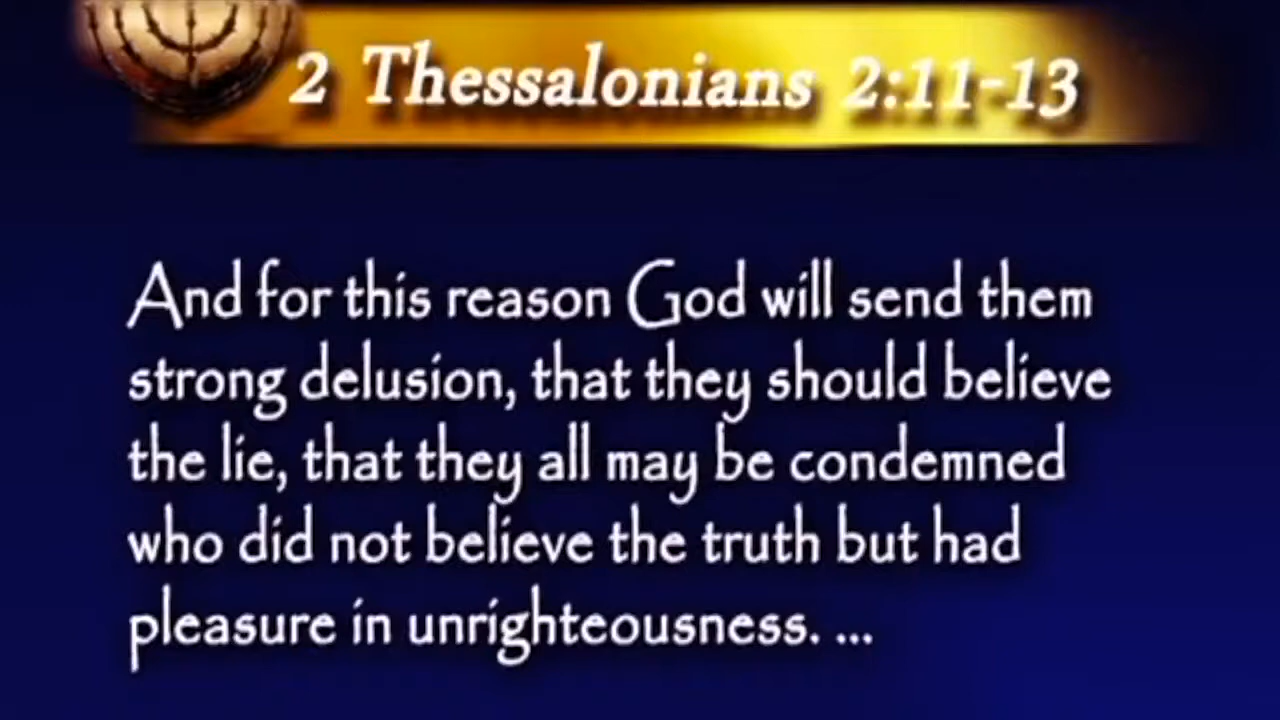 2 Thessalonians 2:11-13
And for this reason God will send them
strong delusion, that they should believe
the lie, that they all may be condemned
who did not believe the truth but had
pleasure in unrighteousness. ...